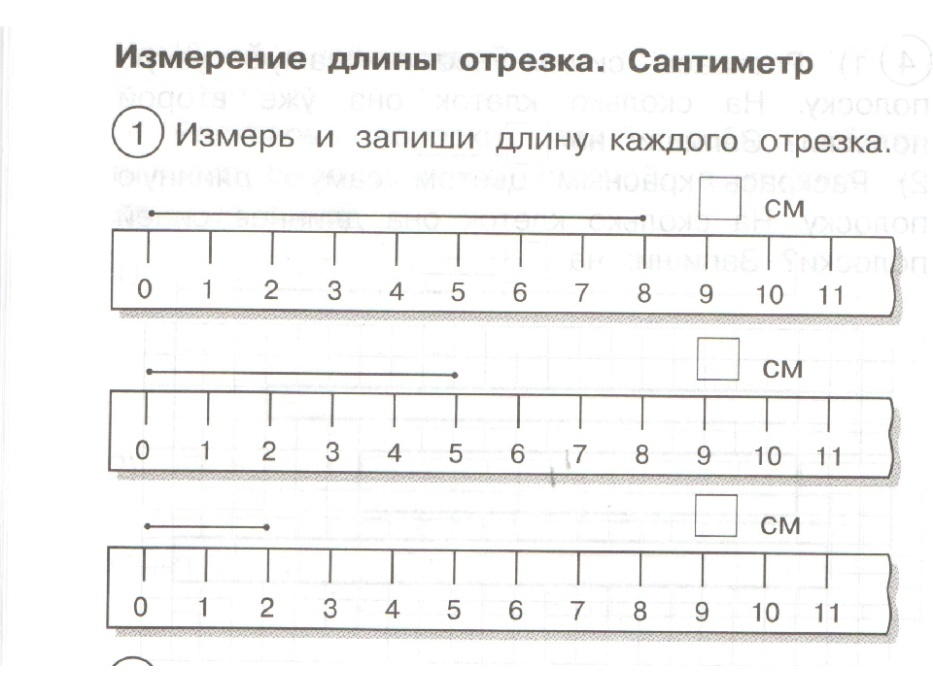 Измерение длины отрезка. Сантиметр
1 Измерь и запиши длину каждого отрезка.
см
0 1 2 3 4 5 6 7 8 9 10 11
см
0 1 2 3 4 5 6 7 8 9 10 11
см
0 1 2 3 4 5 6 7 8 9 10 11